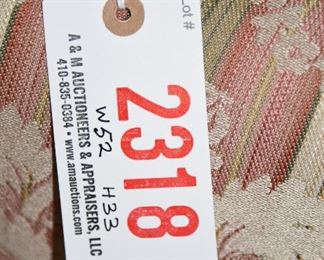 Lot #
2318
W52 H33
A & M AUCTIONEERS & APPRAISERS, LLC
410-835-0384 • www.amauctions.com